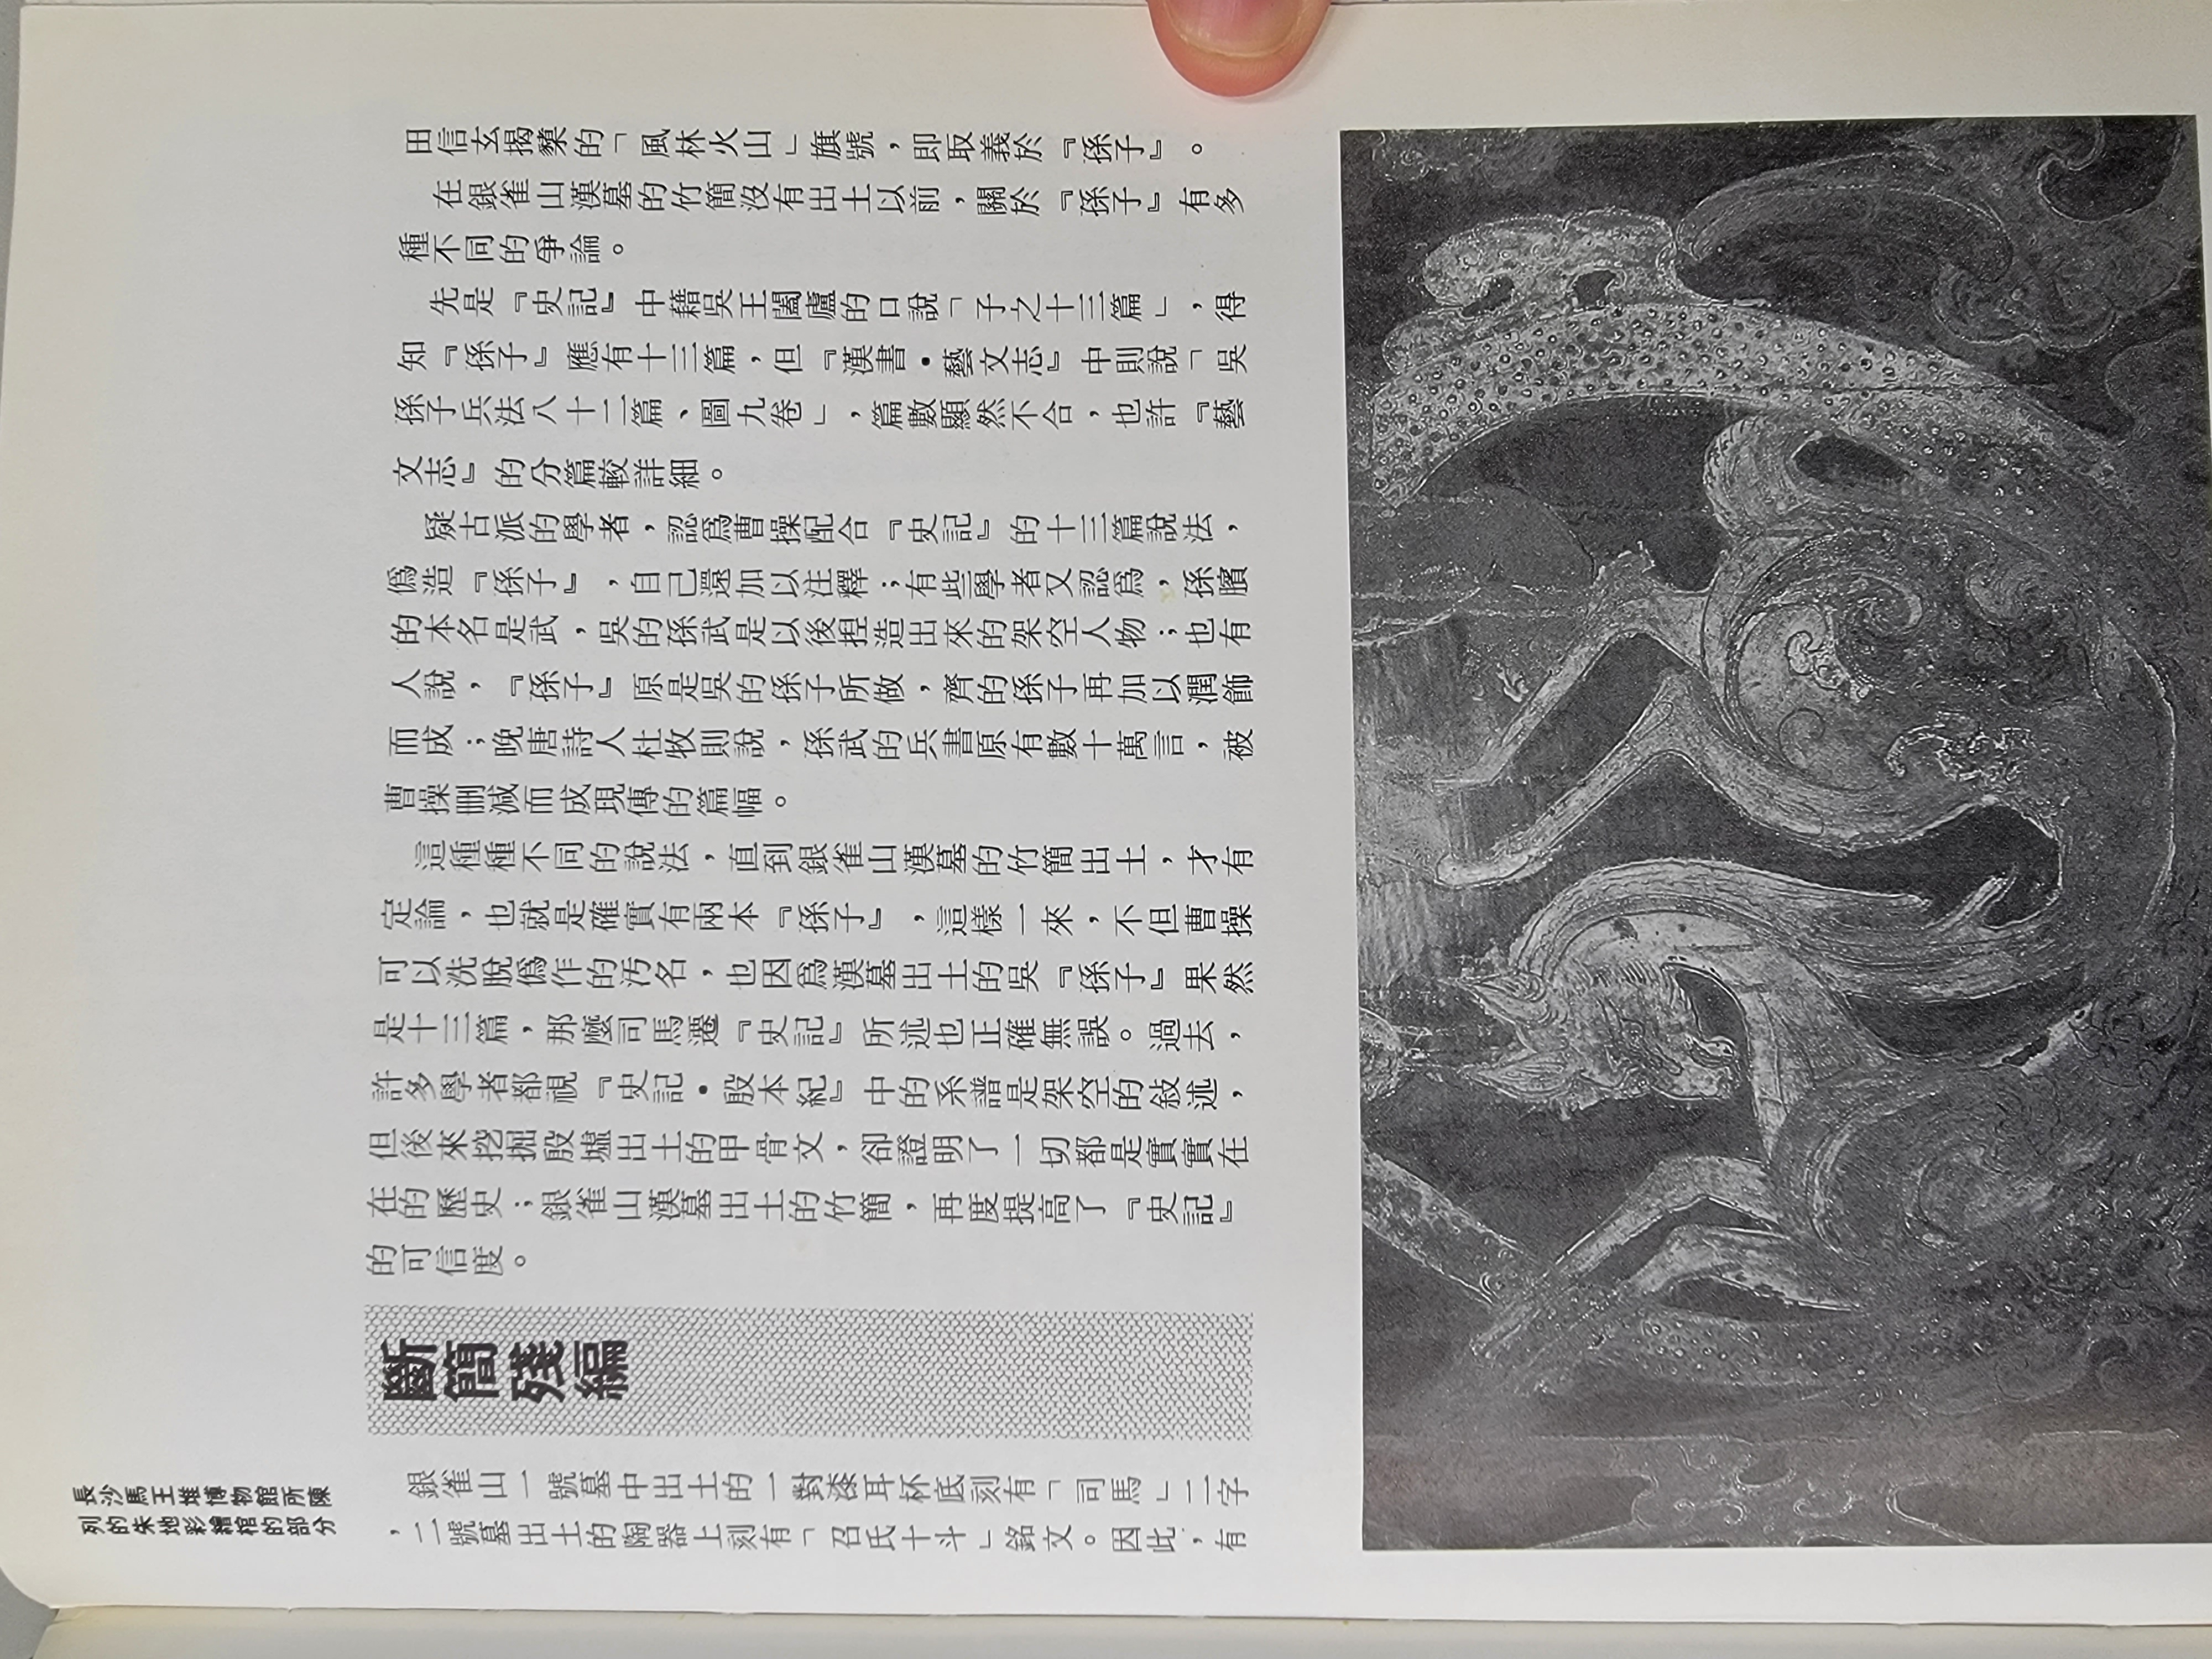 田信玄揭櫫的「風林火山」旗號，即取義於『孫子』。
在銀雀山漢墓的竹簡沒有出土以前，關於『孫子』有多
種不同的爭論。
先是『史記』中藉吳王闔廬的口說「子之十三篇」，得
知『孫子』應有十三篇，但『漢書•藝文志』中則說「吳
孫子兵法八十二篇、圖九卷」，篇數顯然不合，也許『藝
文志』的分篇較詳細。
疑古派的學者，認爲曹操配合『史記』的十三篇說法，
僞造『孫子』，自己還加以注釋；有些學者又認爲，孫臏
的本名是武，吳的孫武是以後捏造出來的架空人物；也有
人說，『孫子』原是吳的孫子所做，齊的孫子再加以潤飾
而成；晚唐詩人杜牧則說，孫武的兵書原有數十萬言，被
曹操刪減而成現傳的篇幅。
這種種不同的說法，直到銀雀山漢墓的竹簡出土，才有
定論，也就是確實有兩本『孫子』，這樣一來，不但曹操
可以洗脫僞作的污名，也因爲漢墓出土的吳『孫子』果然
是十三篇，那麼司馬遷『史記』所述也正確無誤。過去，
許多學者都視『史記•殷本紀』中的系譜是架空的敍述，
但後來挖掘殷墟出土的甲骨文，卻證明了一切都是實實在
在的歷史；銀雀山漢墓出土的竹簡，再度提高了『史記』
的可信度。
斷簡殘編
銀雀山一號墓中出土的一對漆耳杯底刻有「司馬」二字
，二號墓出土的陶器上刻有「召氏十斗」銘文。因此，有
長沙馬王堆博物館所陳
列的朱地彩繪棺的部分